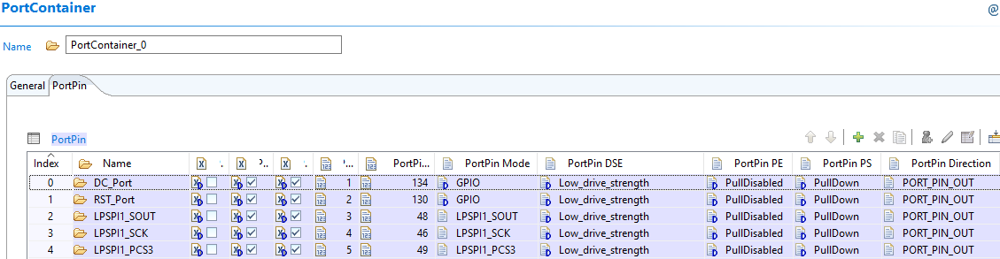 PortContainer
@
Name PortContainer_0
General PortPin
PortPin
Index Name . P.. . P... PortPi... PortPin Mode PortPin DSE PortPin PE PortPin PS PortPin Direction
0 DC_Port 1 134 GPIO Low_drive_strength PullDisabled PullDown PORT_PIN_OUT
1 RST_Port 2 130 GPIO Low_drive_strength PullDisabled PullDown PORT_PIN_OUT
2 LPSPI1_SOUT 3 48 LPSPI1_SOUT Low_drive_strength PullDisabled PullDown PORT_PIN_OUT
3 LPSPI1_SCK 4 46 LPSPI1_SCK Low_drive_strength PullDisabled PullDown PORT_PIN_OUT
4 LPSPI1_PCS3 5 49 LPSPI1_PCS3 Low_drive_strength PullDisabled PullDown PORT_PIN_OUT